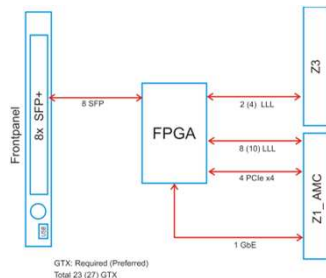 Frontpanel
8x SFP+
USB
8 SFP
FPGA
2 (4) LLL
Z3
8 (10) LLL
4 PCIe x4
Z1_AMC
1 GbE
GTX: Required (Preferred)
Total 23 (27) GTX